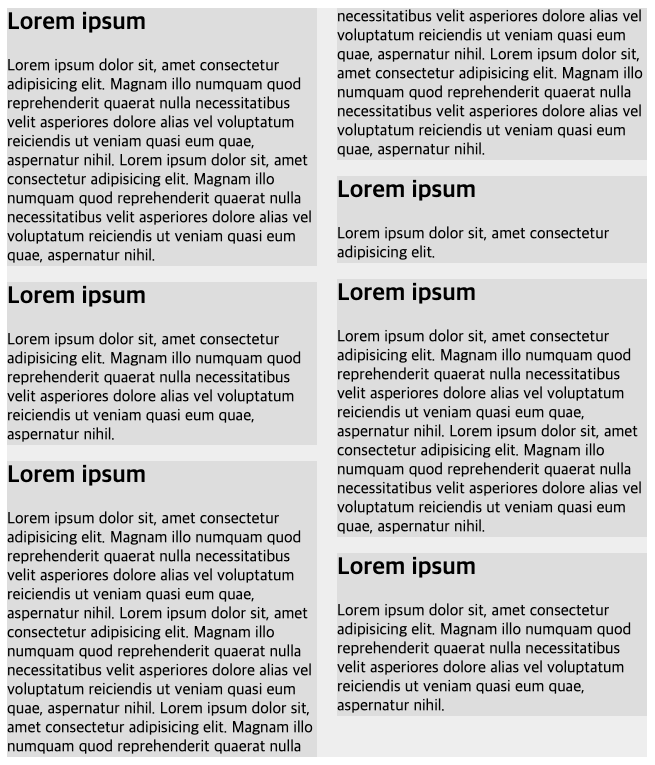 Lorem ipsum
Lorem ipsum dolor sit, amet consectetur
adipisicing elit. Magnam illo numquam quod
reprehenderit quaerat nulla necessitatibus
velit asperiores dolore alias vel voluptatum
reiciendis ut veniam quasi eum quae,
aspernatur nihil. Lorem ipsum dolor sit, amet
consectetur adipisicing elit. Magnam illo
numquam quod reprehenderit quaerat nulla
necessitatibus velit asperiores dolore alias vel
voluptatum reiciendis ut veniam quasi eum
quae, aspernatur nihil.
Lorem ipsum
Lorem ipsum dolor sit, amet consectetur
adipisicing elit. Magnam illo numquam quod
reprehenderit quaerat nulla necessitatibus
velit asperiores dolore alias vel voluptatum
reiciendis ut veniam quasi eum quae,
aspernatur nihil.
Lorem ipsum
Lorem ipsum dolor sit, amet consectetur
adipisicing elit. Magnam illo numquam quod
reprehenderit quaerat nulla necessitatibus
velit asperiores dolore alias vel voluptatum
reiciendis ut veniam quasi eum quae,
aspernatur nihil. Lorem ipsum dolor sit, amet
consectetur adipisicing elit. Magnam illo
numquam quod reprehenderit quaerat nulla
necessitatibus velit asperiores dolore alias vel
voluptatum reiciendis ut veniam quasi eum
quae, aspernatur nihil. Lorem ipsum dolor sit,
amet consectetur adipisicing elit. Magnam illo
numquam quod reprehenderit quaerat nulla
necessitatibus velit asperiores dolore alias vel
voluptatum reiciendis ut veniam quasi eum
quae, aspernatur nihil. Lorem ipsum dolor sit,
amet consectetur adipisicing elit. Magnam illo
numquam quod reprehenderit quaerat nulla
necessitatibus velit asperiores dolore alias vel
voluptatum reiciendis ut veniam quasi eum
quae, aspernatur nihil.
Lorem ipsum
Lorem ipsum dolor sit, amet consectetur
adipisicing elit.
Lorem ipsum
Lorem ipsum dolor sit, amet consectetur
adipisicing elit. Magnam illo numquam quod
reprehenderit quaerat nulla necessitatibus
velit asperiores dolore alias vel voluptatum
reiciendis ut veniam quasi eum quae,
aspernatur nihil. Lorem ipsum dolor sit, amet
consectetur adipisicing elit. Magnam illo
numquam quod reprehenderit quaerat nulla
necessitatibus velit asperiores dolore alias vel
voluptatum reiciendis ut veniam quasi eum
quae, aspernatur nihil.
Lorem ipsum
Lorem ipsum dolor sit, amet consectetur
adipisicing elit. Magnam illo numquam quod
reprehenderit quaerat nulla necessitatibus
velit asperiores dolore alias vel voluptatum
reiciendis ut veniam quasi eum quae,
aspernatur nihil.